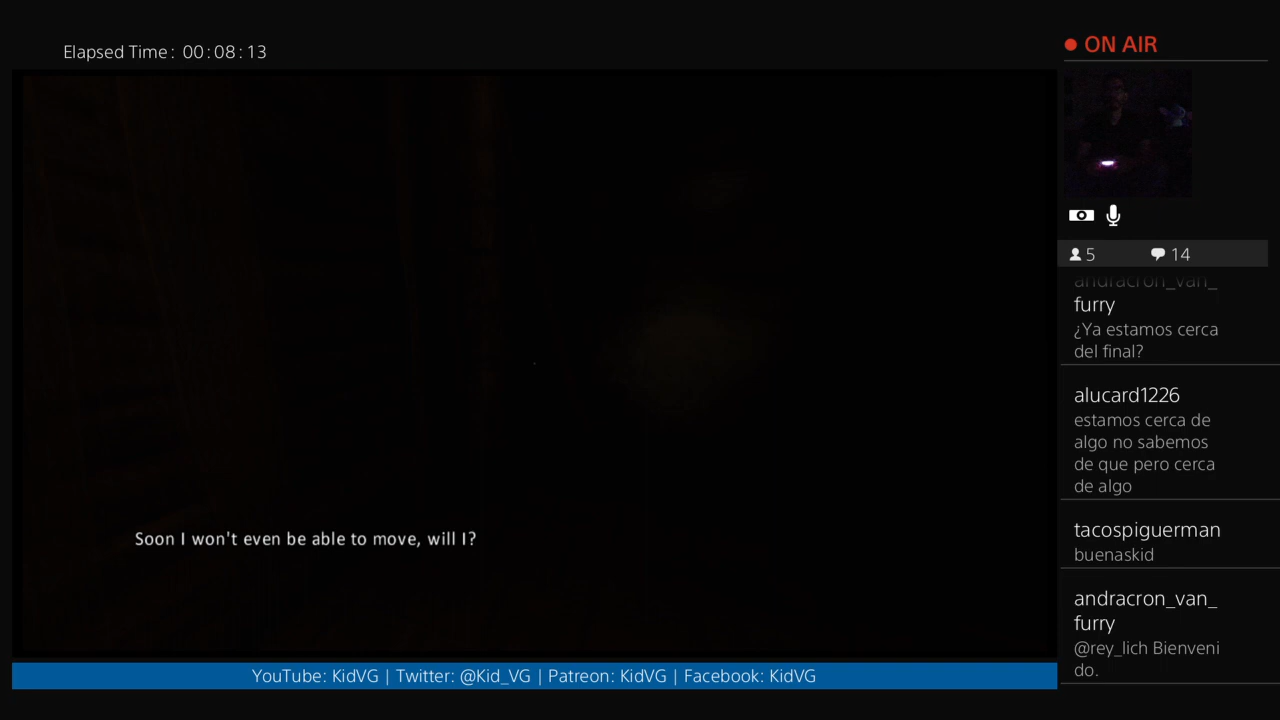 Elapsed Time: 00:08:13
ON AIR
5 14
andracron_van_
furry
¿Ya estamos cerca
del final?
alucard1226
estamos cerca de
algo no sabemos
de que pero cerca
de algo
tacospiguerman
buenaskid
andracron_van_
furry
@rey_lich Bienveni
do.
Soon I won't even be able to move, will I?
YouTube: KidVG | Twitter: @Kid_VG | Patreon: KidVG | Facebook: KidVG